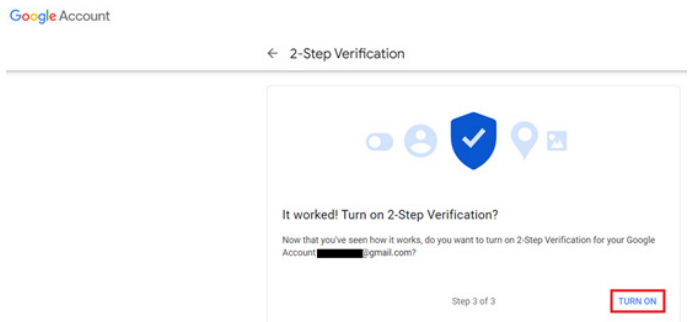 Google Account
← 2-Step Verification
It worked! Turn on 2-Step Verification?
Now that you've seen how it works, do you want to turn on 2-Step Verification for your Google
Account @gmail.com?
Step 3 of 3
TURN ON